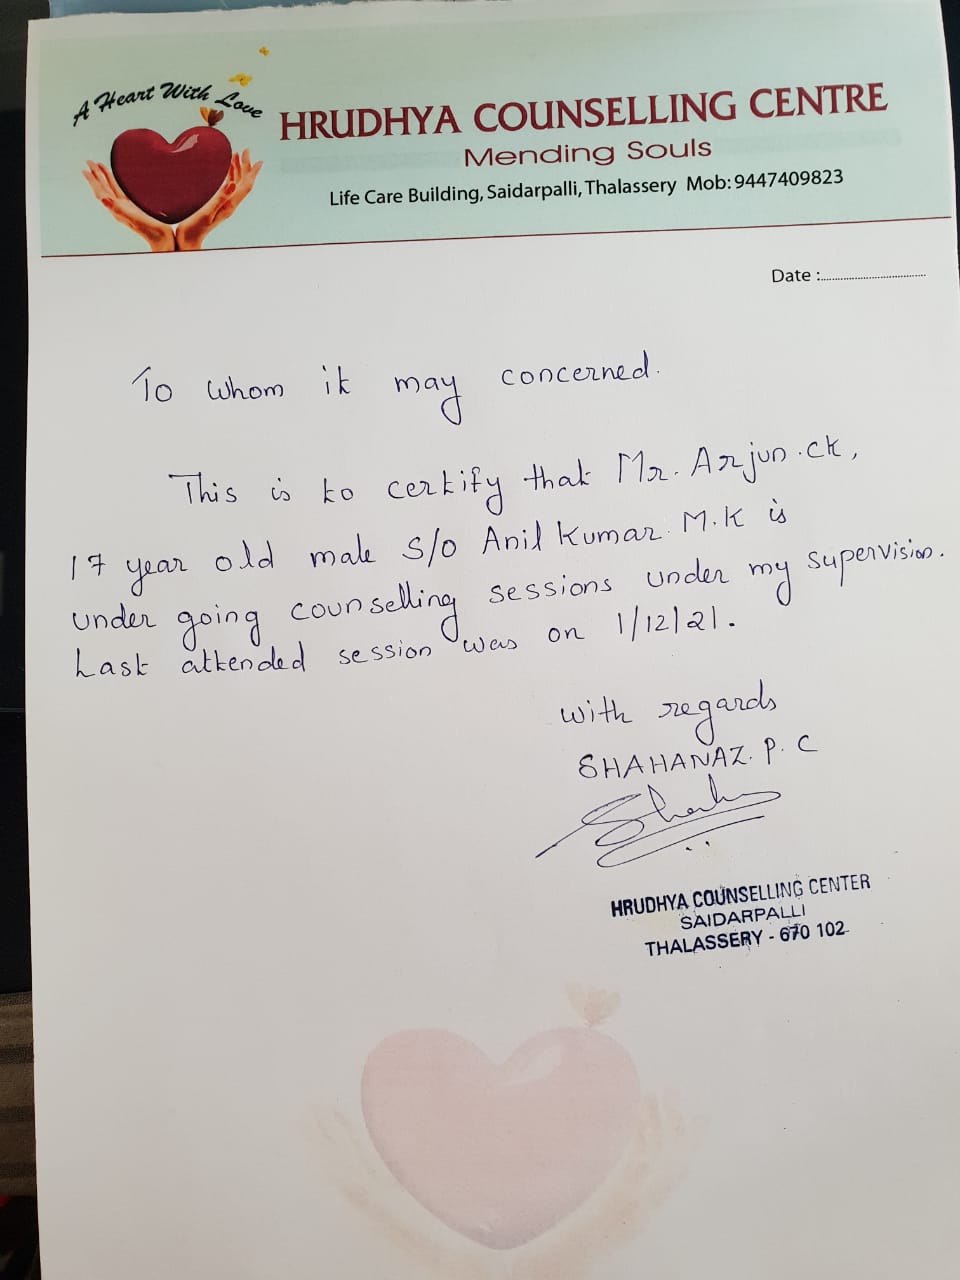 A Heart With Love
HRUDHYA COUNSELLING CENTRE
Mending Souls
Life Care Building, Saidarpalli, Thalassery Mob: 9447409823
Date :................................
To whom it may concerned.
This is to certify that Mr. Arjun.ck,
17 year old male S/o Anil Kumar M.K is
under going counselling sessions under my supervision.
Last attended session was on 1/12/21.
with regards
SHAHANAZ. P. C
HRUDHYA COUNSELLING CENTER
SAIDARPALLI
THALASSERY - 670 102